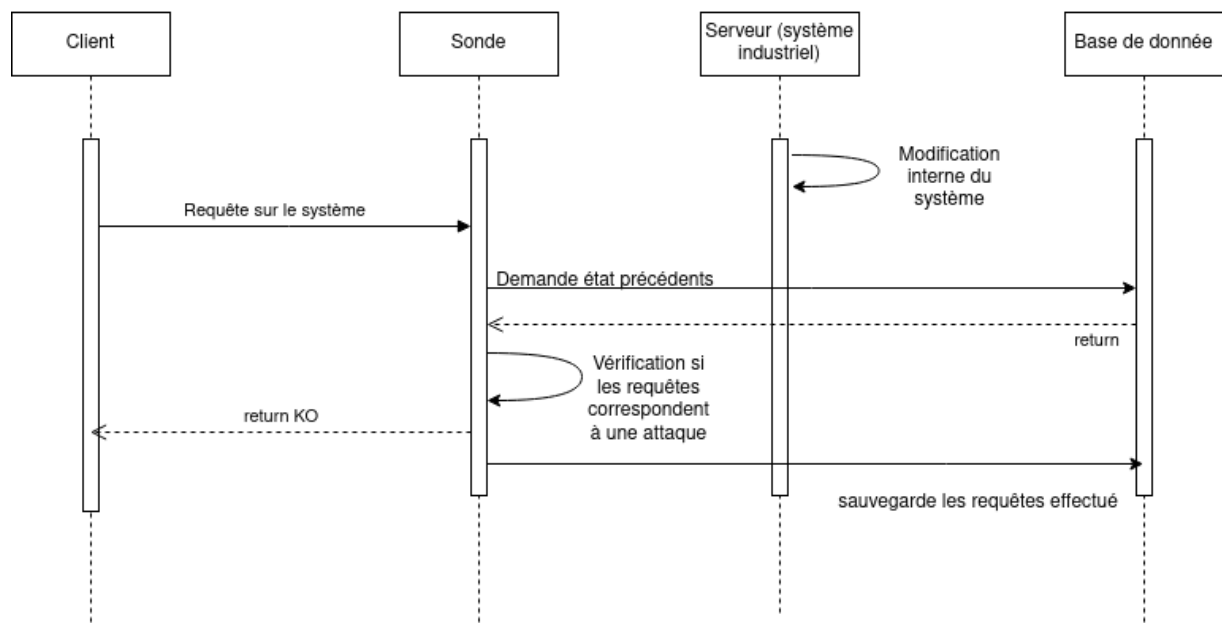 Client
Sonde
Serveur (système
industriel)
Base de donnée
Modification
interne du
système
Requête sur le système
Demande état précédents
return
Vérification si
les requêtes
correspondent
à une attaque
return KO
sauvegarde les requêtes effectué